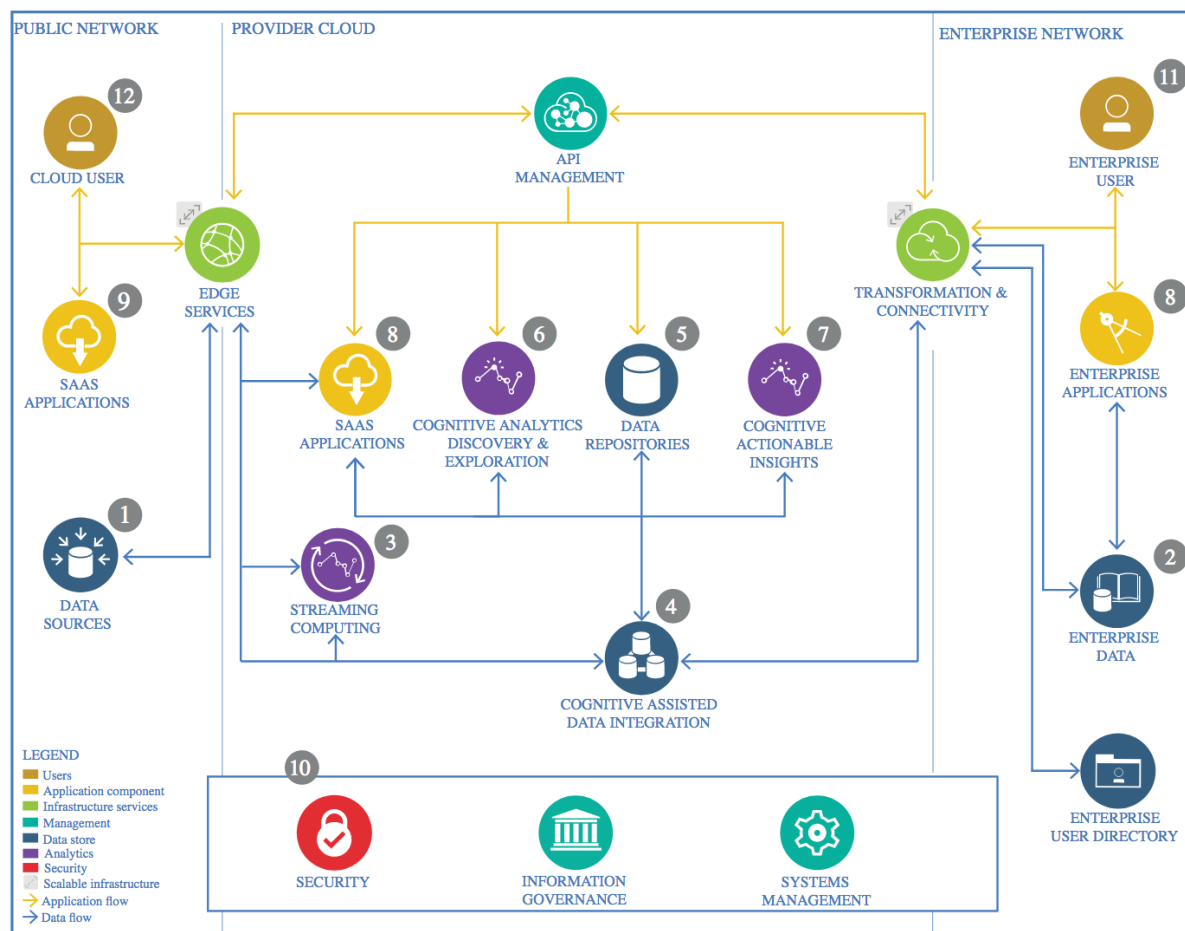 PUBLIC NETWORK
PROVIDER CLOUD
ENTERPRISE NETWORK
12
CLOUD USER
API
MANAGEMENT
11
ENTERPRISE
USER
EDGE
SERVICES
TRANSFORMATION &
CONNECTIVITY
9
SAAS
APPLICATIONS
8
SAAS
APPLICATIONS
6
COGNITIVE ANALYTICS
DISCOVERY &
EXPLORATION
5
DATA
REPOSITORIES
7
COGNITIVE
ACTIONABLE
INSIGHTS
8
ENTERPRISE
APPLICATIONS
1
DATA
SOURCES
3
STREAMING
COMPUTING
4
COGNITIVE ASSISTED
DATA INTEGRATION
2
ENTERPRISE
DATA
ENTERPRISE
USER DIRECTORY
LEGEND
Users
Application component
Infrastructure services
Management
Data store
Analytics
Security
Scalable infrastructure
Application flow
Data flow
10
SECURITY
INFORMATION
GOVERNANCE
SYSTEMS
MANAGEMENT